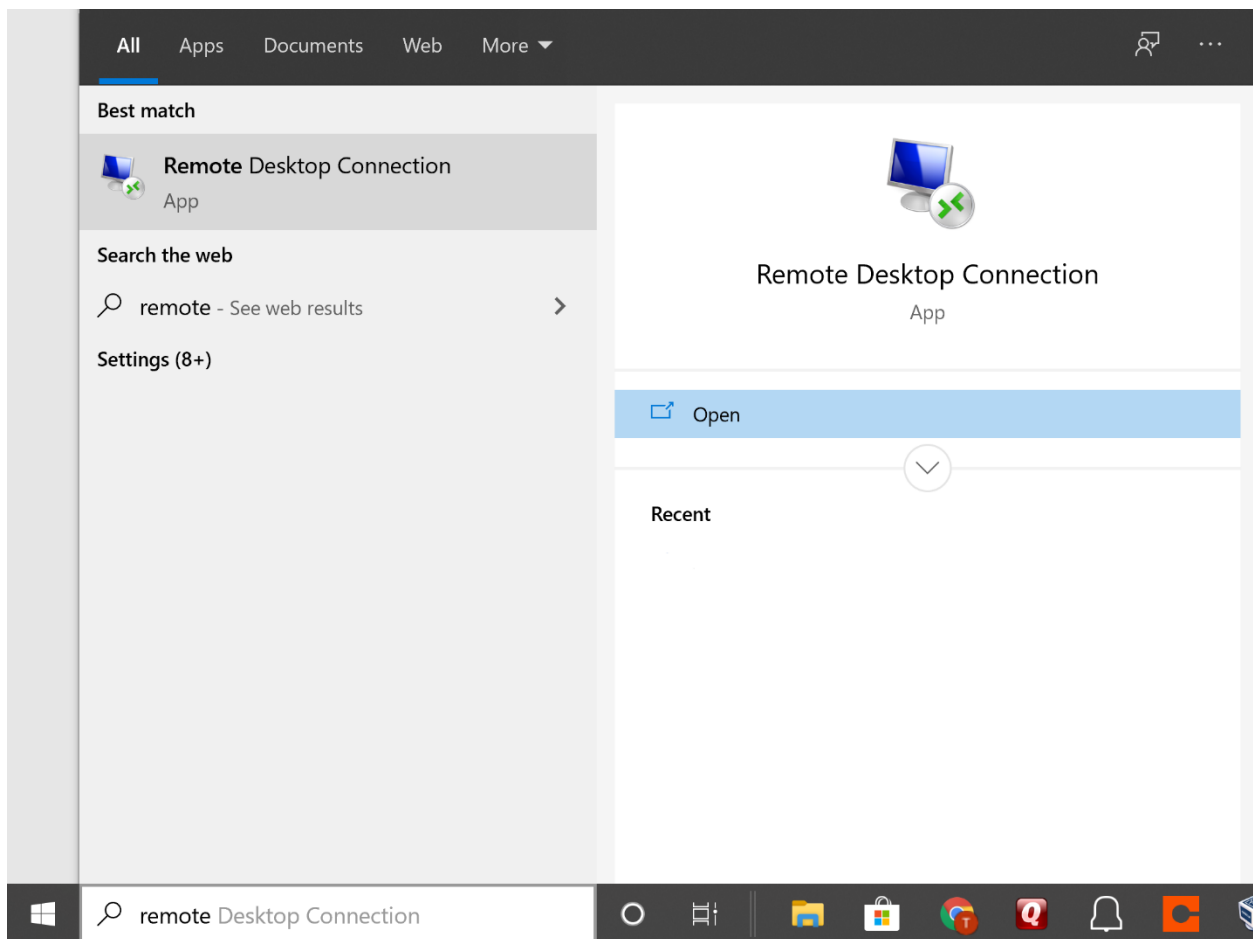 All Apps Documents Web More
Best match
Remote Desktop Connection
App
Search the web
remote - See web results
Settings (8+)
Remote Desktop Connection
App
Open
Recent
remote Desktop Connection
T
Q